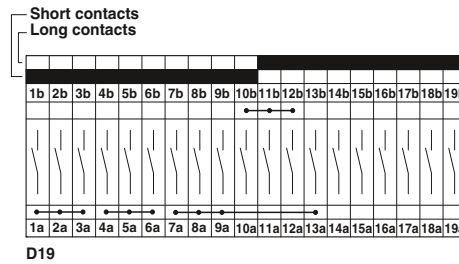 Short contacts
Long contacts
1b 2b 3b 4b 5b 6b 7b 8b 9b 10b 11b 12b 13b 14b 15b 16b 17b 18b 19b
1a 2a 3a 4a 5a 6a 7a 8a 9a 10a 11a 12a 13a 14a 15a 16a 17a 18a 19a
D19